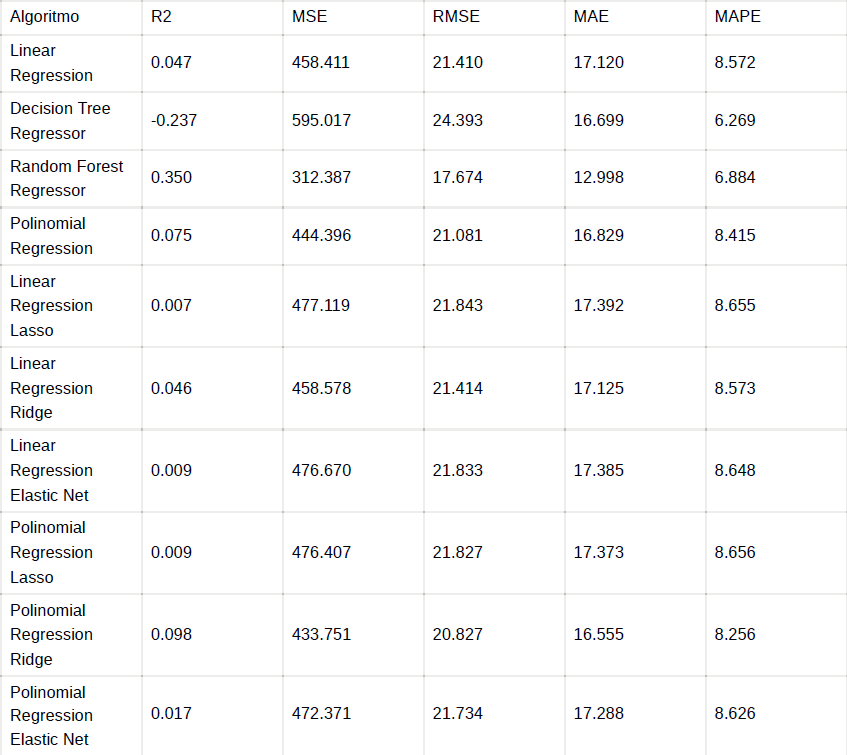 Algoritmo R2 MSE RMSE MAE MAPE
Linear
Regression 0.047 458.411 21.410 17.120 8.572
Decision Tree
Regressor -0.237 595.017 24.393 16.699 6.269
Random Forest
Regressor 0.350 312.387 17.674 12.998 6.884
Polinomial
Regression 0.075 444.396 21.081 16.829 8.415
Linear
Regression
Lasso 0.007 477.119 21.843 17.392 8.655
Linear
Regression
Ridge 0.046 458.578 21.414 17.125 8.573
Linear
Regression
Elastic Net 0.009 476.670 21.833 17.385 8.648
Polinomial
Regression
Lasso 0.009 476.407 21.827 17.373 8.656
Polinomial
Regression
Ridge 0.098 433.751 20.827 16.555 8.256
Polinomial
Regression
Elastic Net 0.017 472.371 21.734 17.288 8.626